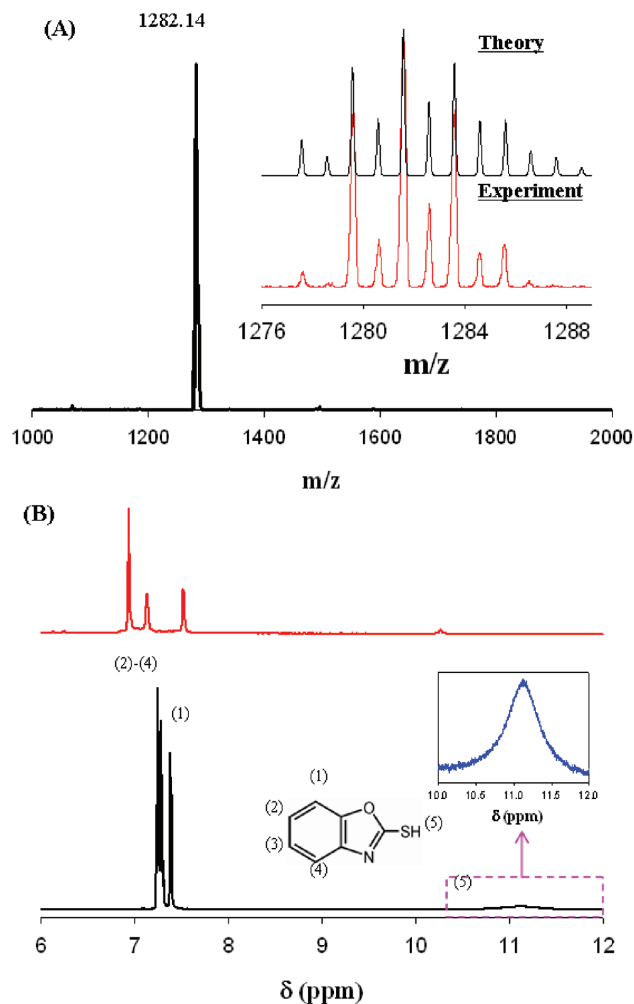 (A)
1282.14
Theory
Experiment
1276 1280 1284 1288
m/z
1000 1200 1400 1600 1800 2000
m/z
(B)
(2)-(4)
(1)
10.0 10.5 11.0 11.5 12.0
δ (ppm)
(1)
(2)
O
SH
(5)
(3)
N
(4)
(5)
6 7 8 9 10 11 12
δ (ppm)